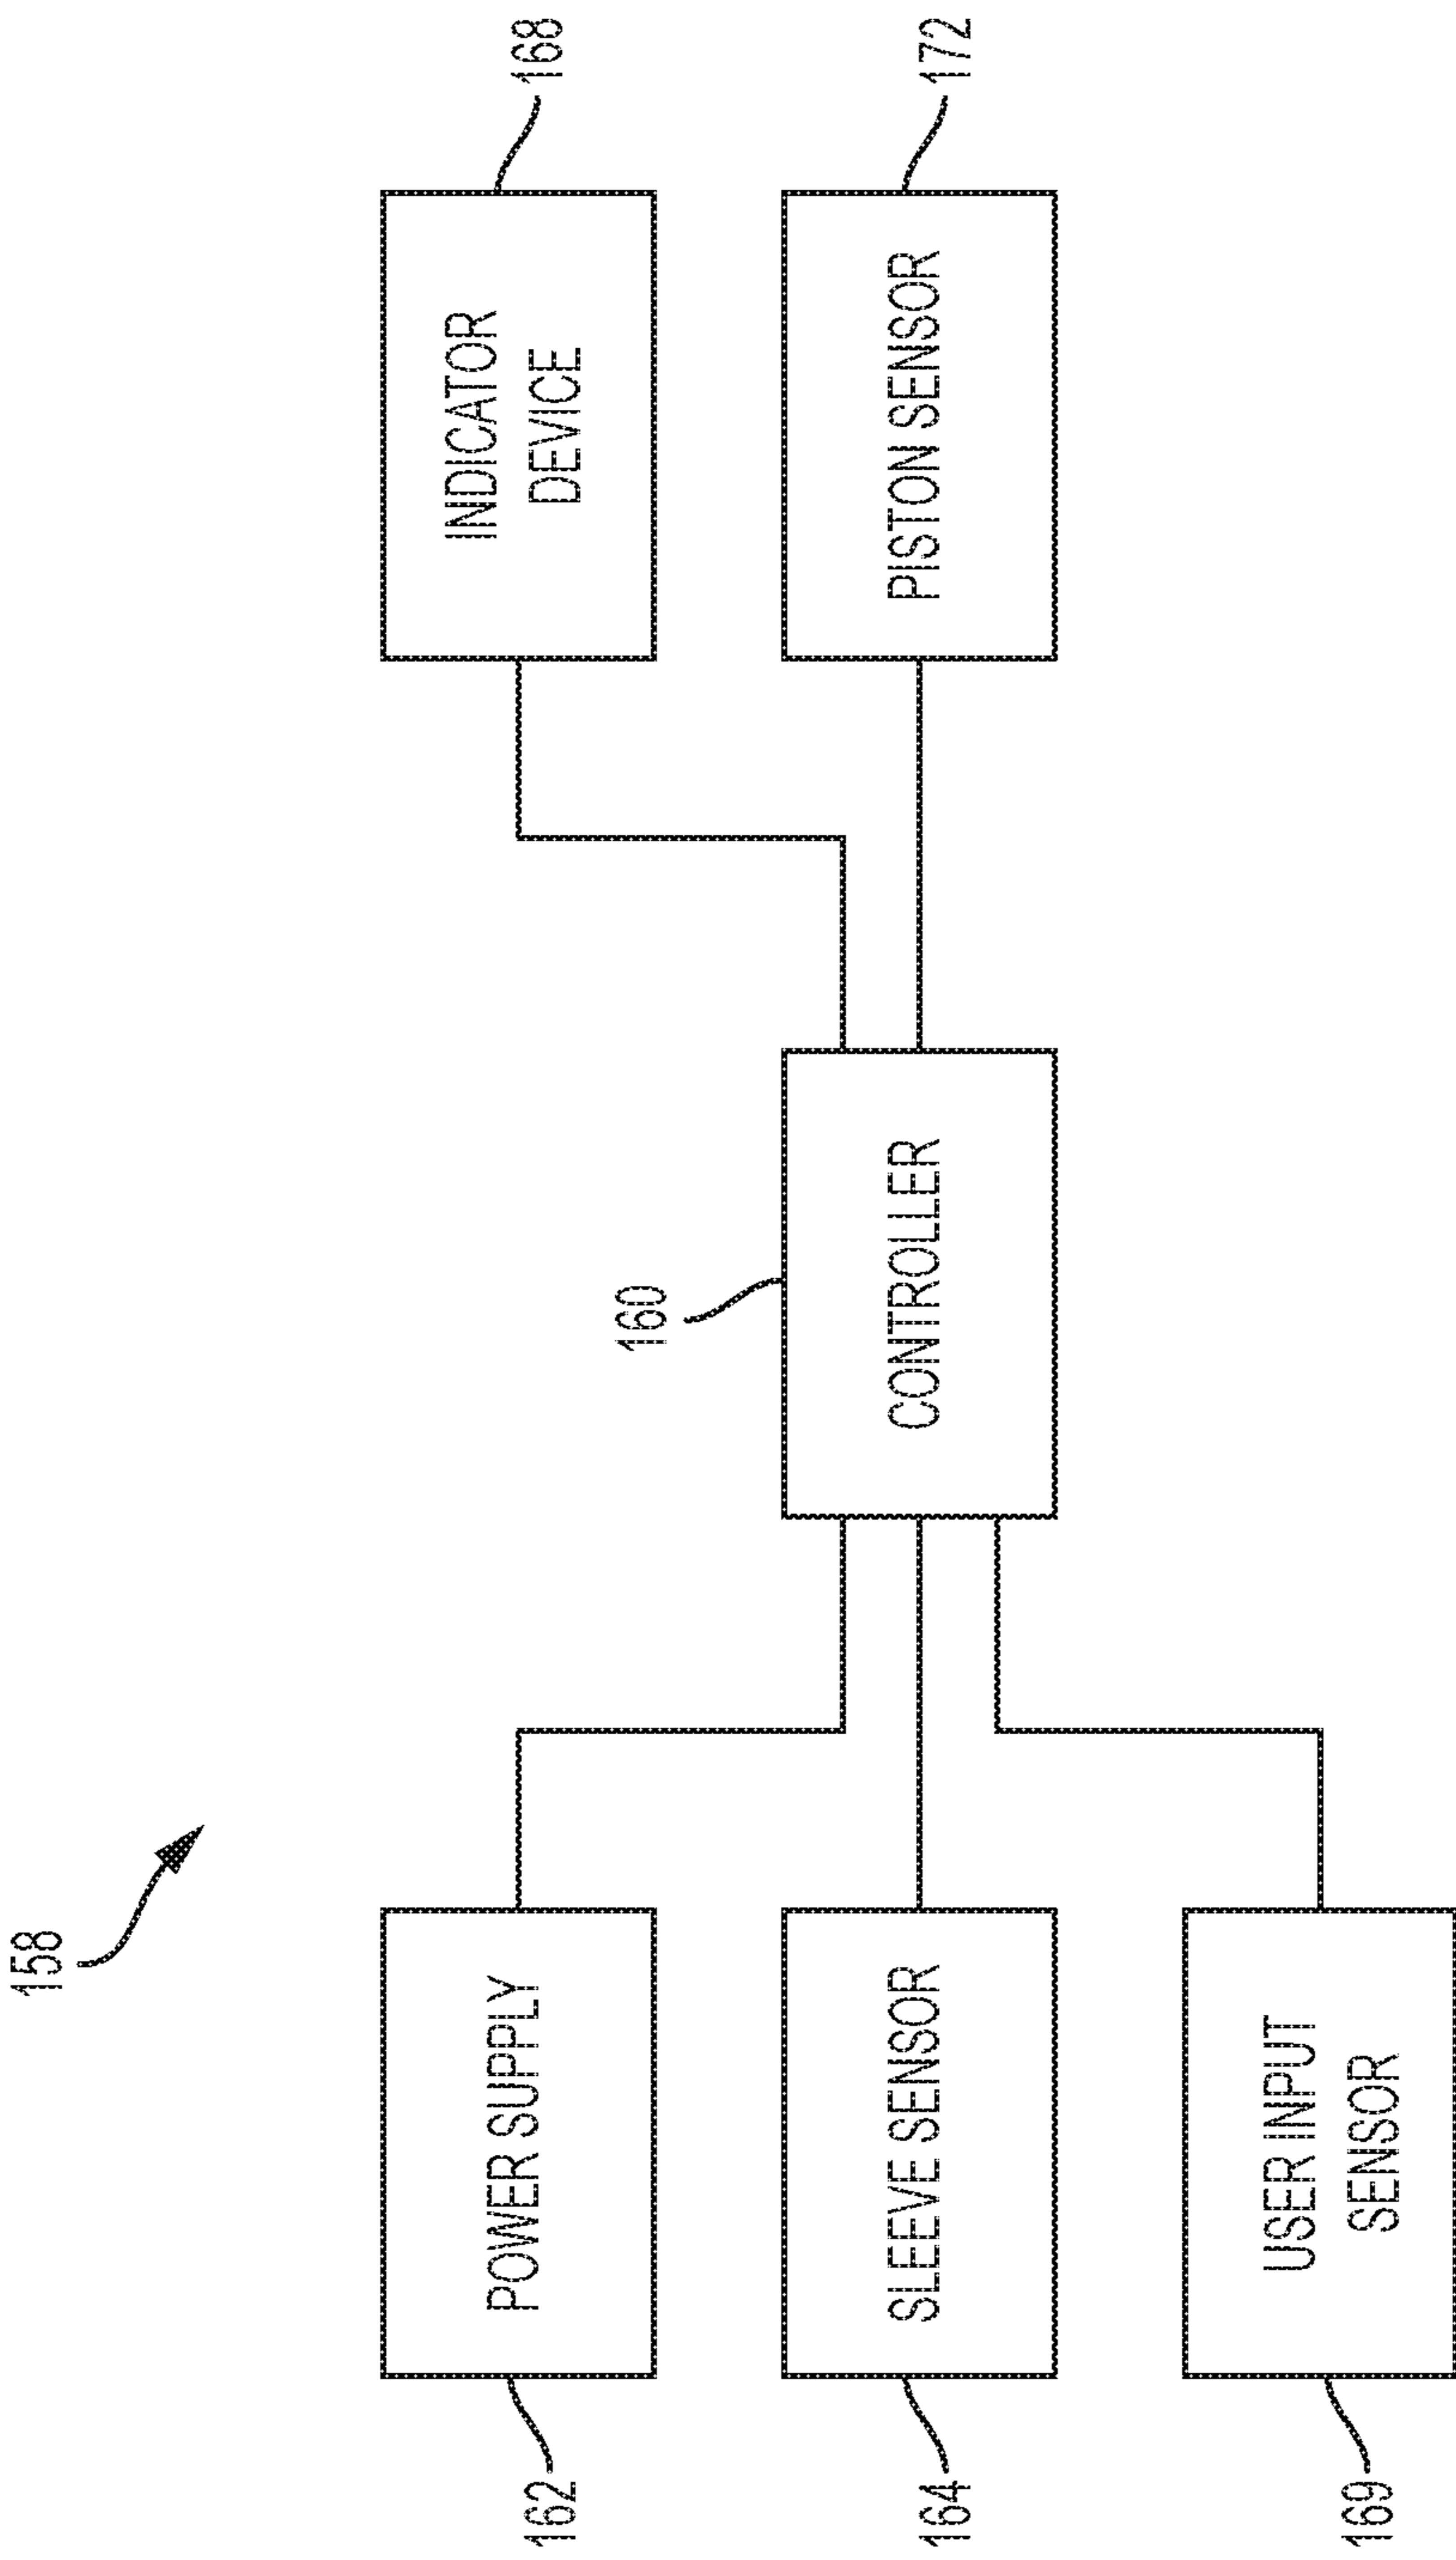 158
160
162
POWER SUPPLY
INDICATOR
DEVICE
168
164
SLEEVE SENSOR
CONTROLLER
PISTON SENSOR
172
169
USER INPUT
SENSOR